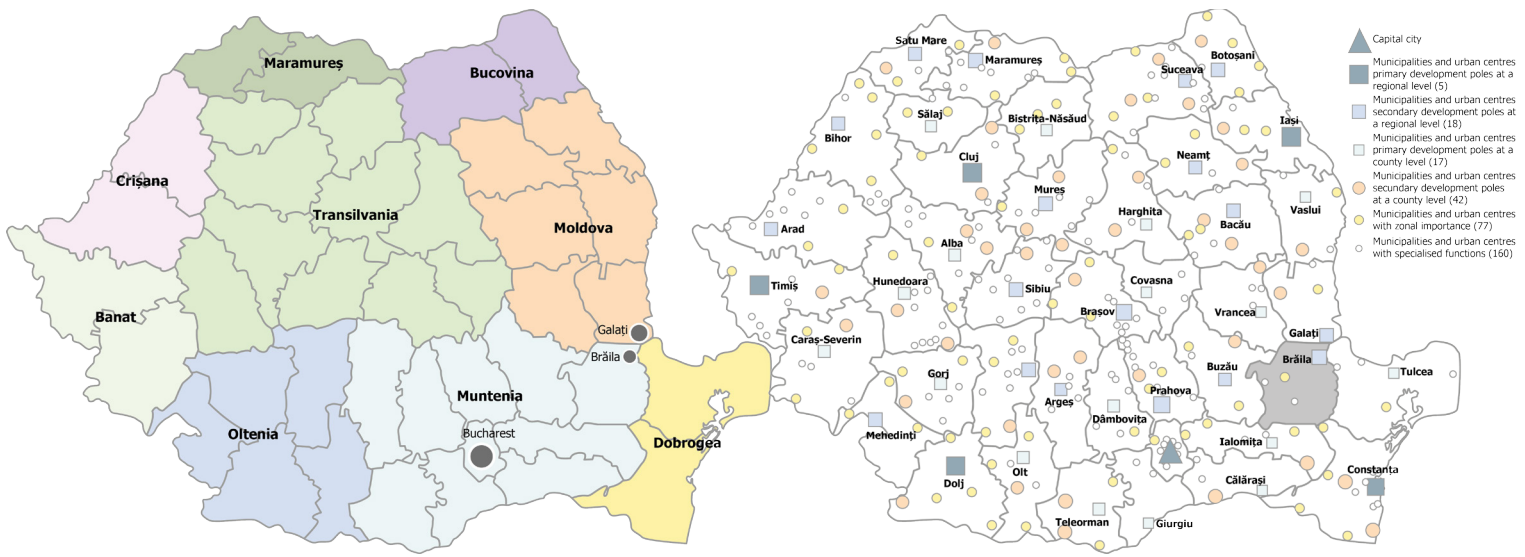 Maramureș
Bucovina
Crișana
Transilvania
Moldova
Banat
Galați
Brăila
Muntenia
Oltenia
Bucharest
Dobrogea
Satu Mare
Maramureș
Botoșani
Suceava
Sălaj
Bistrița-Năsăud
Iași
Bihor
Cluj
Neamț
Mureș
Harghita
Vaslui
Bacău
Arad
Alba
Timiș
Hunedoara
Sibiu
Covasna
Brașov
Vrancea
Galați
Caraș-Severin
Brăila
Gorj
Buzău
Tulcea
Argeș
Prahova
Dâmbovița
Mehedinți
Ialomița
Olt
Dolj
Călărași
Constanța
Teleorman
Giurgiu
Capital city
Municipalities and urban centres
primary development poles at a
regional level (5)
Municipalities and urban centres
secondary development poles at
a regional level (18)
Municipalities and urban centres
primary development poles at a
county level (17)
Municipalities and urban centres
secundary development poles
at a county level (42)
Municipalities and urban centres
with zonal importance (77)
Municipalities and urban centres
with specialised functions (160)